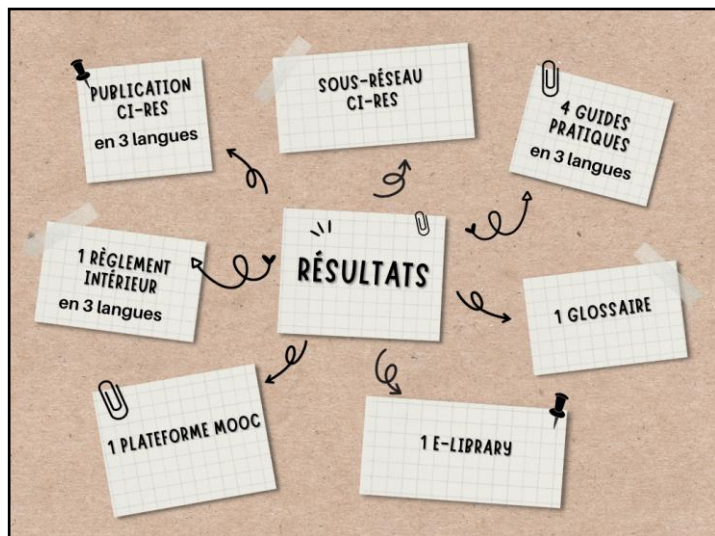 PUBLICATION
CI-RES
en 3 langues
SOUS-RÉSEAU
CI-RES
4 GUIDES
PRATIQUES
en 3 langues
1 RÈGLEMENT
INTÉRIEUR
en 3 langues
RÉSULTATS
1 GLOSSAIRE
1 PLATEFORME MOOC
1 E-LIBRARY